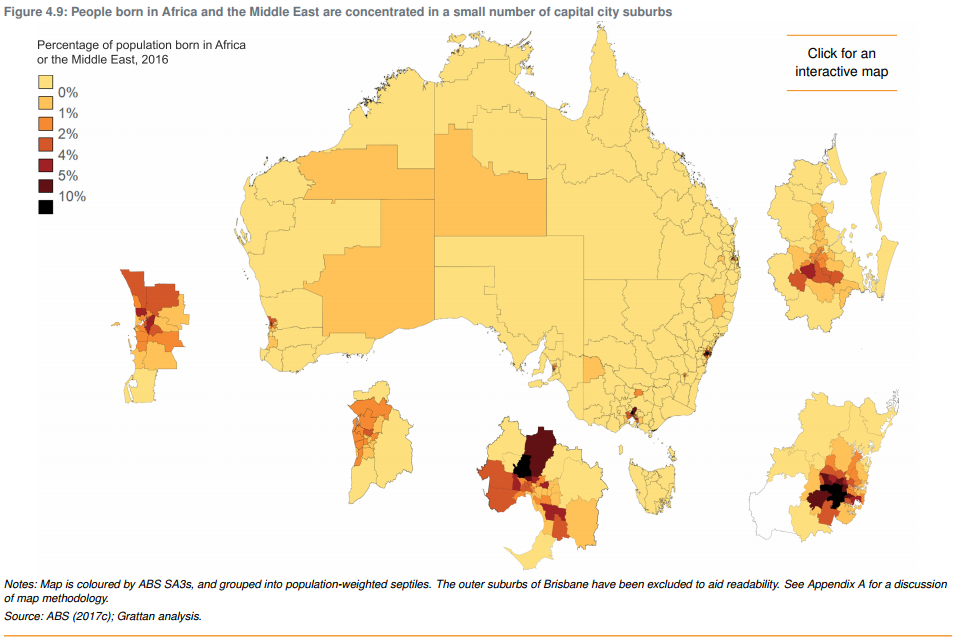 Figure 4.9: People born in Africa and the Middle East are concentrated in a small number of capital city suburbs
Percentage of population born in Africa
or the Middle East, 2016
Click for an
interactive map
0%
1%
2%
4%
5%
10%
Notes: Map is coloured by ABS SA3s, and grouped into population-weighted septiles. The outer suburbs of Brisbane have been excluded to aid readability. See Appendix A for a discussion
of map methodology.
Source: ABS (2017c); Grattan analysis.